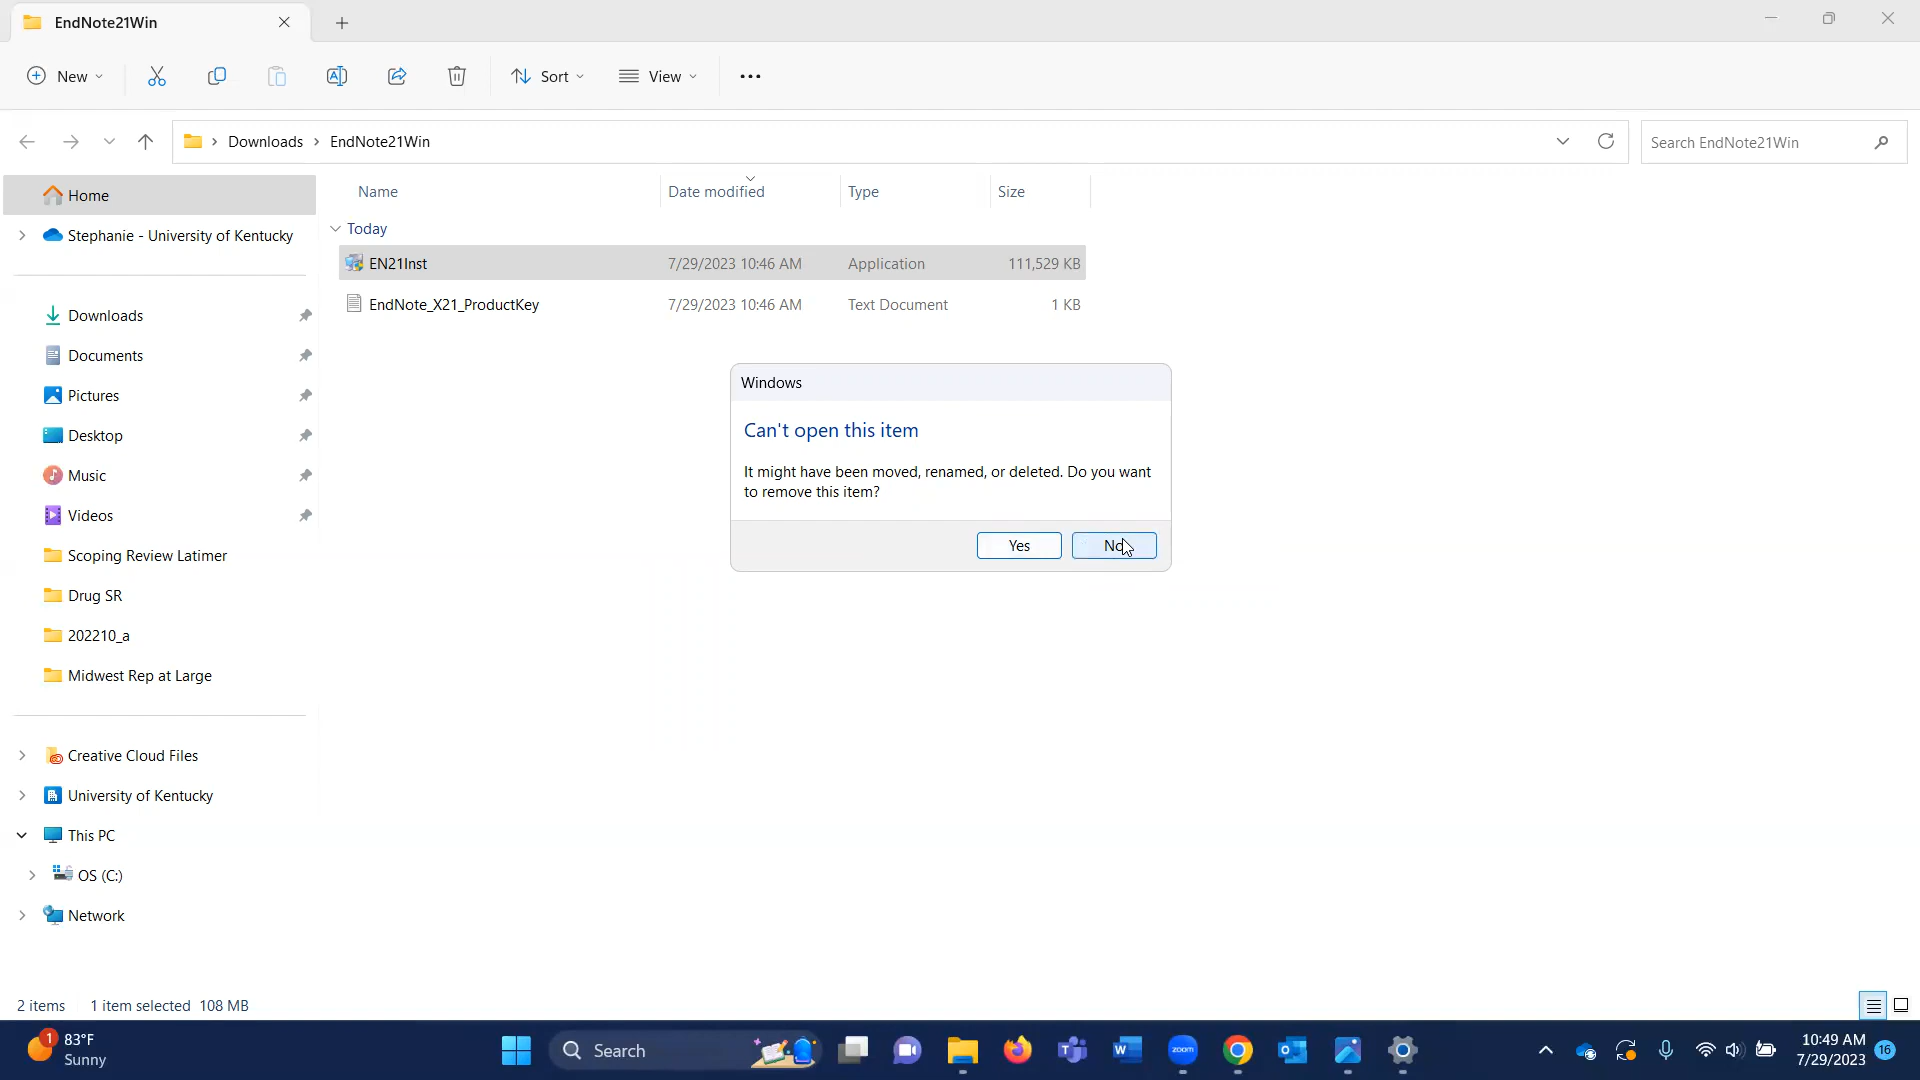 EndNote21Win
New
Sort
View
Downloads
EndNote21Win
Search EndNote21Win
Home
Stephanie - University of Kentucky
Downloads
Documents
Pictures
Desktop
Music
Videos
Scoping Review Latimer
Drug SR
202210_a
Midwest Rep at Large
Creative Cloud Files
University of Kentucky
This PC
OS (C:)
Network
Name Date modified Type Size
Today
EN21Inst 7/29/2023 10:46 AM Application 111,529 KB
EndNote_X21_ProductKey 7/29/2023 10:46 AM Text Document 1 KB
Windows
Can't open this item
It might have been moved, renamed, or deleted. Do you want
to remove this item?
Yes No
2 items 1 item selected 108 MB
1
83°F
Sunny
Search
zoom
10:49 AM
7/29/2023
16